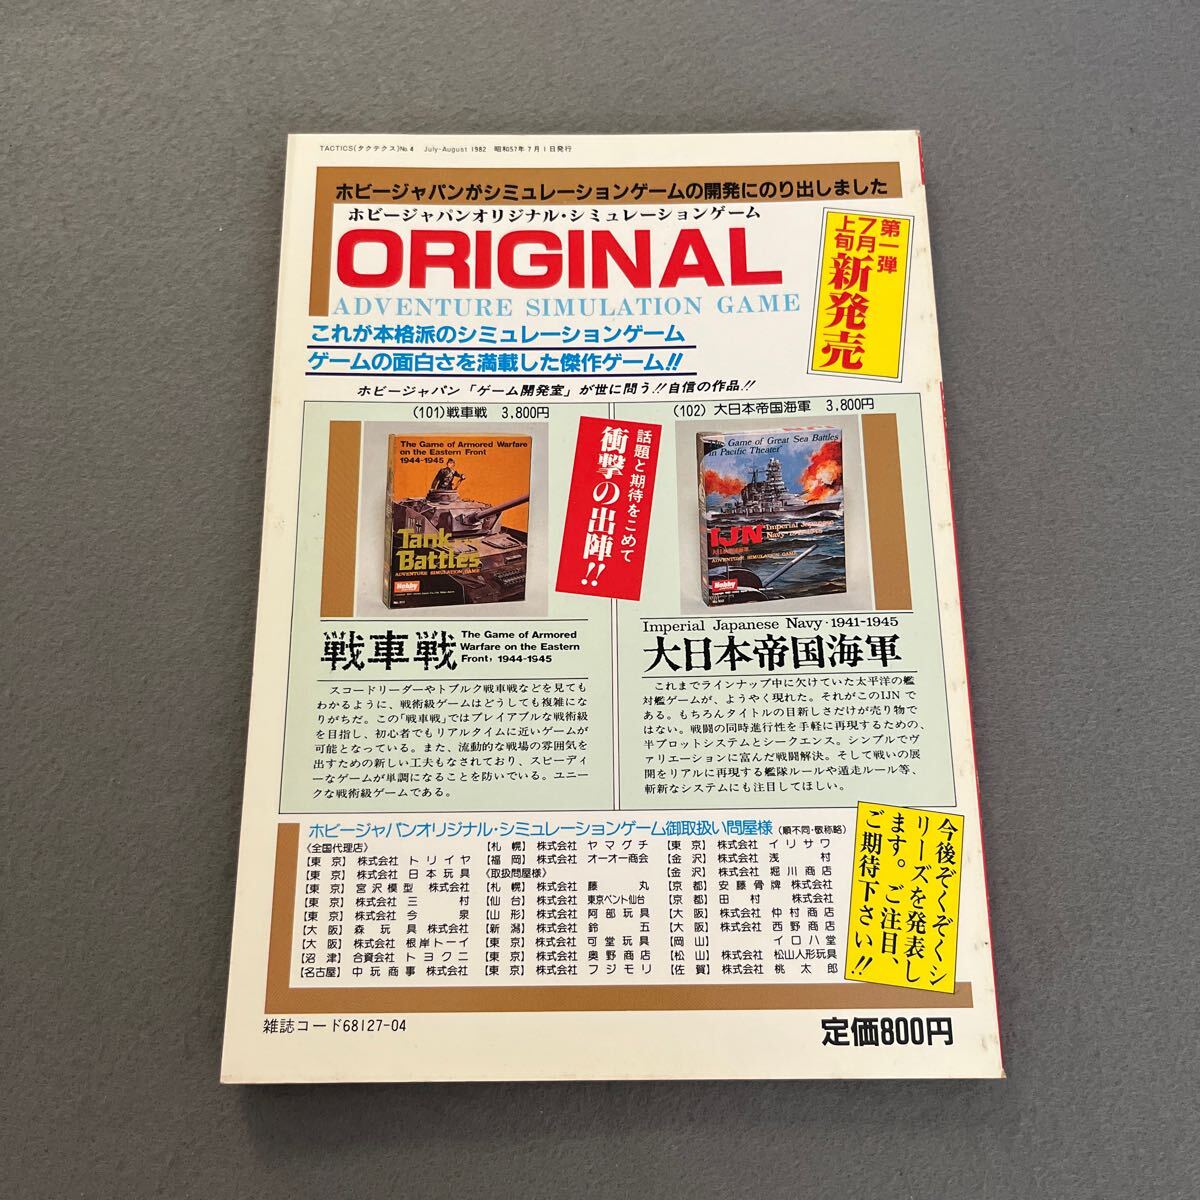 TACTICS(タクテクス)No.4 July-August 1982 昭和57年7月1日発行
ホビージャパンがシミュレーションゲームの開発にのり出しました
ホビージャパンオリジナル・シミュレーションゲーム
ORIGINAL
ADVENTURE SIMULATION GAME
第一弾
7月上旬
新発売
これが本格派のシミュレーションゲーム
ゲームの面白さを満載した傑作ゲーム!!
ホビージャパン「ゲーム開発室」が世に問う!!自信の作品!!
(101)戦車戦 3,800円
The Game of Armored Warfare
on the Eastern Front
1944-1945
Tank
Battles
ADVENTURE SIMULATION GAME
Hobby
話題と期待をこめて
衝撃の出陣!!
(102)大日本帝国海軍 3,800円
The Game of Great Sea Battles
in Pacific Theater
IJN
Imperial Japanese
Navy
大日本帝国海軍
ADVENTURE SIMULATION GAME
Hobby
戦車戦
The Game of Armored
Warfare on the Eastern
Front, 1944-1945
スコードリーダーやトブルク戦車戦などを見ても
わかるように、戦術級ゲームはどうしても複雑にな
りがちだ。この「戦車戦」ではプレイアブルな戦術級
を目指し、初心者でもリアルタイムに近いゲームが
可能となっている。また、流動的な戦場の雰囲気を
出すための新しい工夫もなされており、スピーディ
ーなゲームが単調になることを防いでいる。ユニー
クな戦術級ゲームである。
Imperial Japanese Navy・1941-1945
大日本帝国海軍
これまでラインナップ中に欠けていた太平洋の艦
対艦ゲームが、ようやく現れた。それがこのIJNで
ある。もちろんタイトルの目新しさだけが売り物で
はない。戦闘の同時進行性を手軽に再現するための、
半プロットシステムとシークエンス。シンプルでヴ
ァリエーションに富んだ戦闘解決。そして戦いの展
開をリアルに再現する艦隊ルールや遁走ルール等、
斬新なシステムにも注目してほしい。
ホビージャパンオリジナル・シミュレーションゲーム御取扱い問屋様(順不同・敬称略)
〈全国代理店〉
【東京】株式会社 トリイヤ
【東京】株式会社 日本玩具
【東京】宮沢模型 株式会社
【東京】株式会社 三村
【東京】株式会社 今泉
【大阪】森玩具 株式会社
【大阪】株式会社 根岸トーイ
【沼津】合資会社 トヨクニ
【名古屋】中玩商事 株式会社
【札幌】株式会社 ヤマグチ
【福岡】株式会社 オーオー商会
〈取扱問屋様〉
【札幌】株式会社 藤丸
【仙台】株式会社 東京ベント仙台
【山形】株式会社 阿部玩具
【新潟】株式会社 鈴五
【東京】株式会社 可堂玩具
【東京】株式会社 奥野商店
【東京】株式会社 フジモリ
【東京】株式会社 イリサワ
【金沢】株式会社 浅村
【金沢】株式会社 堀川商店
【京都】安藤骨牌 株式会社
【京都】田村 株式会社
【大阪】株式会社 仲村商店
【大阪】株式会社 西野商店
【岡山】イロハ堂
【松山】株式会社 松山人形玩具
【佐賀】株式会社 桃太郎
今後ぞくぞくシ
リーズを発表し
ます。ご注目、
ご期待下さい!!
雑誌コード68127-04
定価800円